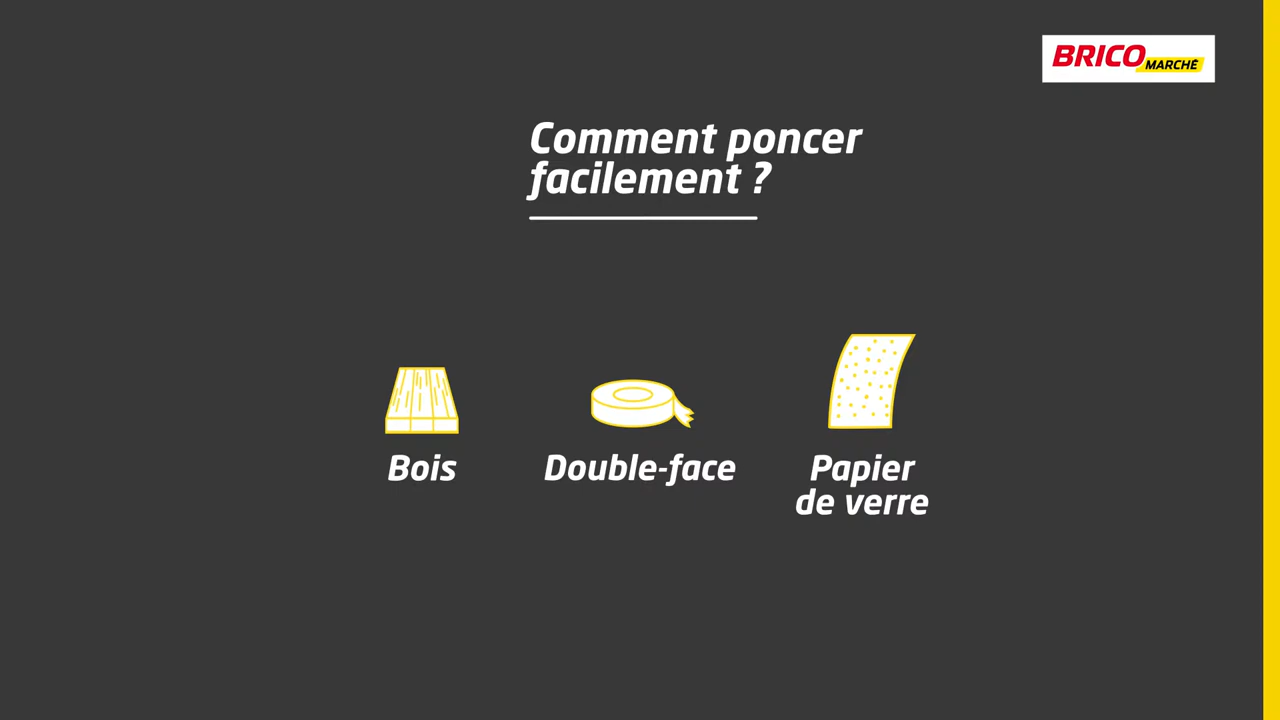 BRICO MARCHÉ
Comment poncer
facilement ?
Bois
Double-face
Papier
de verre